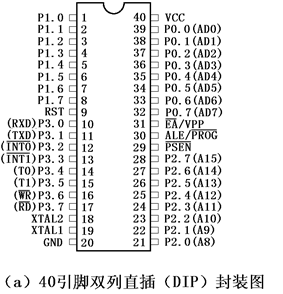 P1.0 1 40 VCC
P1.1 2 39 P0.0(AD0)
P1.2 3 38 P0.1(AD1)
P1.3 4 37 P0.2(AD2)
P1.4 5 36 P0.3(AD3)
P1.5 6 35 P0.4(AD4)
P1.6 7 34 P0.5(AD5)
P1.7 8 33 P0.6(AD6)
RST 9 32 P0.7(AD7)
(RXD)P3.0 10 31 E̅A̅/VPP
(TXD)P3.1 11 30 ALE/P̅R̅O̅G̅
(I̅N̅T̅0̅)P3.2 12 29 P̅S̅E̅N̅
(I̅N̅T̅1̅)P3.3 13 28 P2.7(A15)
(T0)P3.4 14 27 P2.6(A14)
(T1)P3.5 15 26 P2.5(A13)
(W̅R̅)P3.6 16 25 P2.4(A12)
(R̅D̅)P3.7 17 24 P2.3(A11)
XTAL2 18 23 P2.2(A10)
XTAL1 19 22 P2.1(A9)
GND 20 21 P2.0(A8)
（a）40引脚双列直插（DIP）封装图